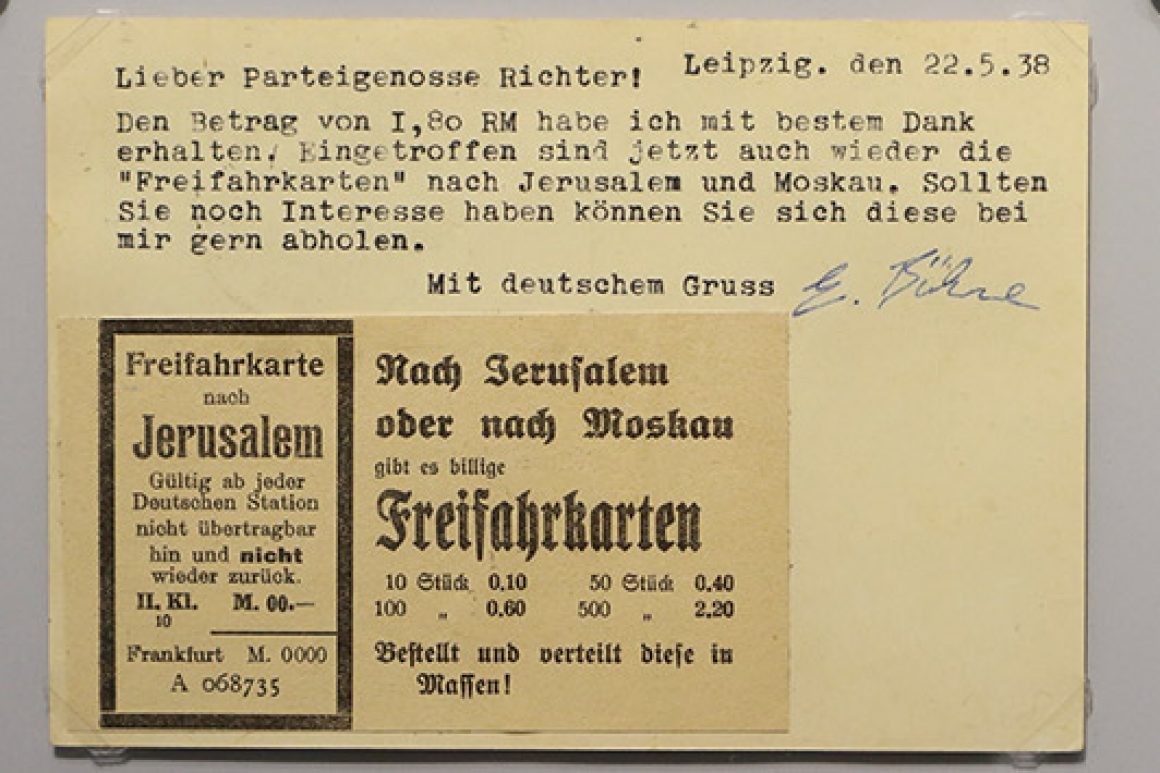 Leipzig. den 22.5.38
Lieber Parteigenosse Richter!
Den Betrag von I,80 RM habe ich mit bestem Dank
erhalten. Eingetroffen sind jetzt auch wieder die
"Freifahrkarten" nach Jerusalem und Moskau. Sollten
Sie noch Interesse haben können Sie sich diese bei
mir gern abholen.
Mit deutschem Gruss E. Böhre
Freifahrkarte
nach
Jerusalem
Gültig ab jeder
Deutschen Station
nicht übertragbar
hin und nicht
wieder zurück.
II. Kl. M. 00.—
10
Frankfurt M. 0000
A 068735
Nach Jerusalem
oder nach Moskau
gibt es billige
Freifahrkarten
10 Stück 0.10 50 Stück 0.40
100 „ 0.60 500 „ 2.20
Bestellt und verteilt diese in
Massen!